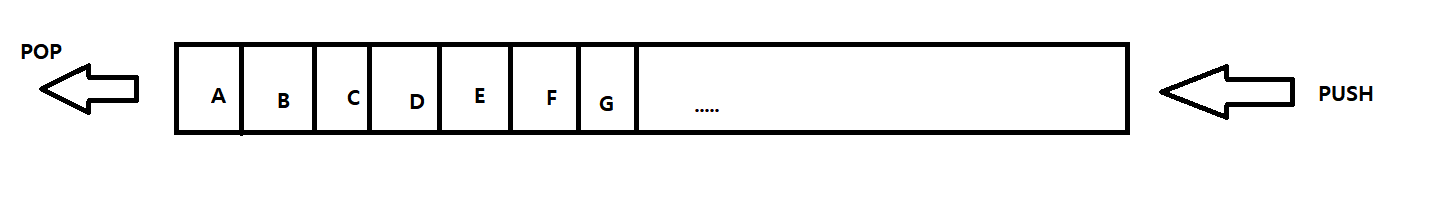 POP
A B C D E F G .....
PUSH